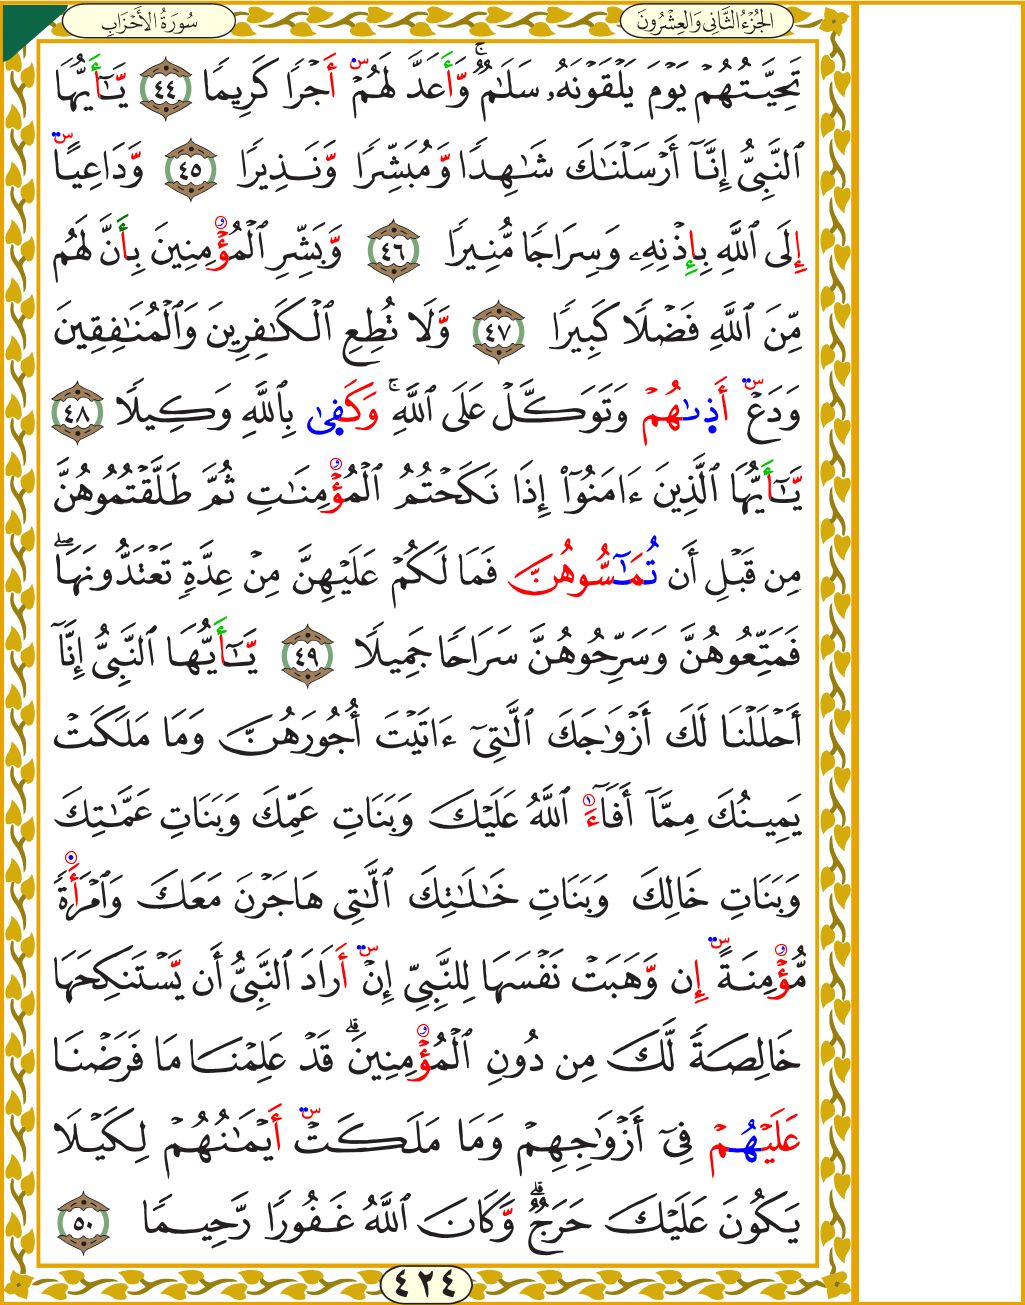 الجُزْءُ الثَّانِي وَالعِشْرُونَ
سُورَةُ الأَحْزَابِ
تَحِيَّتُهُمْ يَوْمَ يَلْقَوْنَهُۥ سَلَٰمٌۚ وَّأَعَدَّ لَهُمْ أَجْرًا كَرِيمًا ٤٤ يَّٰٓأَيُّهَا
ٱلنَّبِىُّ إِنَّآ أَرْسَلْنَٰكَ شَٰهِدًا وَّمُبَشِّرًا وَّنَذِيرًا ٤٥ وَّدَاعِيًا
إِلَى ٱللَّهِ بِإِذْنِهِۦ وَسِرَاجًا مُّنِيرًا ٤٦ وَّبَشِّرِ ٱلْمُؤْمِنِينَ بِأَنَّ لَهُم
مِّنَ ٱللَّهِ فَضْلًا كَبِيرًا ٤٧ وَّلَا تُطِعِ ٱلْكَٰفِرِينَ وَٱلْمُنَٰفِقِينَ
وَدَعْ أَذٜىٰهُمْ وَتَوَكَّلْ عَلَى ٱللَّهِۚ وَكَفٜىٰ بِٱللَّهِ وَكِيلًا ٤٨
يَّٰٓأَيُّهَا ٱلَّذِينَ ءَامَنُوٓا۟ إِذَا نَكَحْتُمُ ٱلْمُؤْمِنَٰتِ ثُمَّ طَلَّقْتُمُوهُنَّ
مِن قَبْلِ أَن تُمَٰٓسُّوهُنَّ فَمَا لَكُمْ عَلَيْهِنَّ مِنْ عِدَّةٍ تَعْتَدُّونَهَاۖ
فَمَتِّعُوهُنَّ وَسَرِّحُوهُنَّ سَرَاحًا جَمِيلًا ٤٩ يَّٰٓأَيُّهَا ٱلنَّبِىُّ إِنَّآ
أَحْلَلْنَا لَكَ أَزْوَٰجَكَ ٱلَّٰتِىٓ ءَاتَيْتَ أُجُورَهُنَّ وَمَا مَلَكَتْ
يَمِينُكَ مِمَّآ أَفَآءَ ٱللَّهُ عَلَيْكَ وَبَنَاتِ عَمِّكَ وَبَنَاتِ عَمَّٰتِكَ
وَبَنَاتِ خَالِكَ وَبَنَاتِ خَٰلَٰتِكَ ٱلَّٰتِى هَاجَرْنَ مَعَكَ وَٱمْرَأَةً
مُّؤْمِنَةً إِن وَّهَبَتْ نَفْسَهَا لِلنَّبِىِّ إِنْ أَرَادَ ٱلنَّبِىُّ أَن يَّسْتَنكِحَهَا
خَالِصَةً لَّكَ مِن دُونِ ٱلْمُؤْمِنِينَۗ قَدْ عَلِمْنَا مَا فَرَضْنَا
عَلَيْهُمْ فِىٓ أَزْوَٰجِهِمْ وَمَا مَلَكَتْ أَيْمَٰنُهُمْ لِكَيْلَا
يَكُونَ عَلَيْكَ حَرَجٌۗ وَّكَانَ ٱللَّهُ غَفُورًا رَّحِيمًا ٥٠
٤٢٤